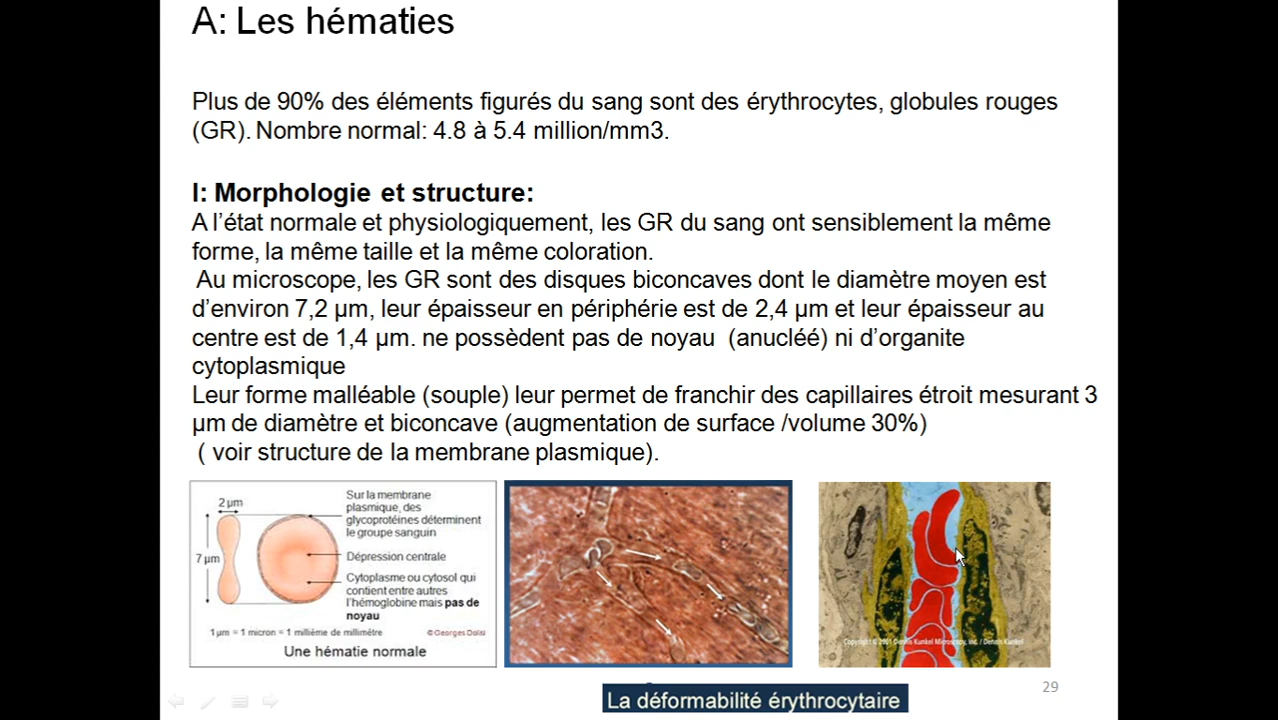 A: Les hématies
Plus de 90% des éléments figurés du sang sont des érythrocytes, globules rouges
(GR). Nombre normal: 4.8 à 5.4 million/mm3.
I: Morphologie et structure:
A l’état normale et physiologiquement, les GR du sang ont sensiblement la même
forme, la même taille et la même coloration.
Au microscope, les GR sont des disques biconcaves dont le diamètre moyen est
d’environ 7,2 µm, leur épaisseur en périphérie est de 2,4 µm et leur épaisseur au
centre est de 1,4 µm. ne possèdent pas de noyau (anucléé) ni d’organite
cytoplasmique
Leur forme malléable (souple) leur permet de franchir des capillaires étroit mesurant 3
µm de diamètre et biconcave (augmentation de surface /volume 30%)
( voir structure de la membrane plasmique).
2 µm
7 µm
Sur la membrane
plasmique, des
glycoprotéines déterminent
le groupe sanguin
Dépression centrale
Cytoplasme ou cytosol qui
contient entre autres
l’hémoglobine mais pas de
noyau
1 µm = 1 micron = 1 millième de millimètre
© Georges Dolisi
Une hématie normale
Copyright © 2001 Dennis Kunkel Microscopy, Inc. / Dennis Kunkel
La déformabilité érythrocytaire
29